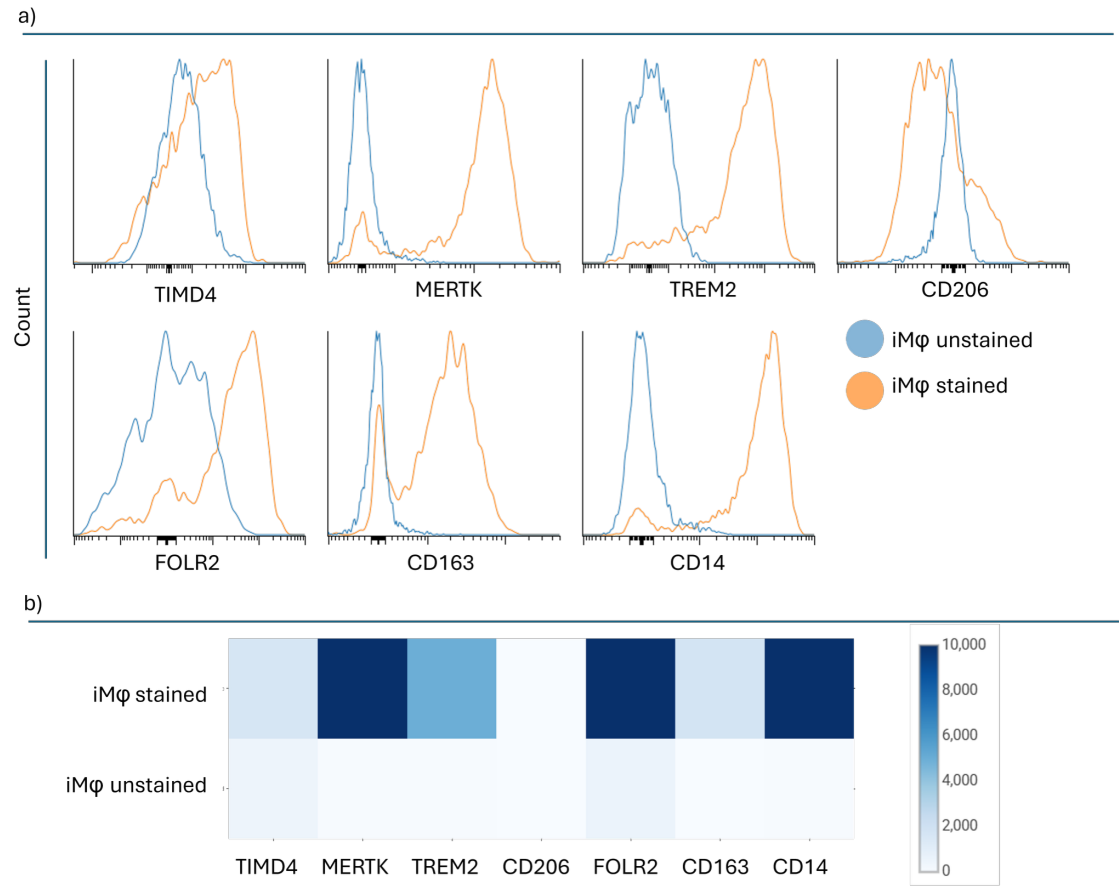 a)
Count
TIMD4
MERTK
TREM2
CD206
iMφ unstained
iMφ stained
FOLR2
CD163
CD14
b)
iMφ stained
iMφ unstained
TIMD4 MERTK TREM2 CD206 FOLR2 CD163 CD14
10,000
8,000
6,000
4,000
2,000
0